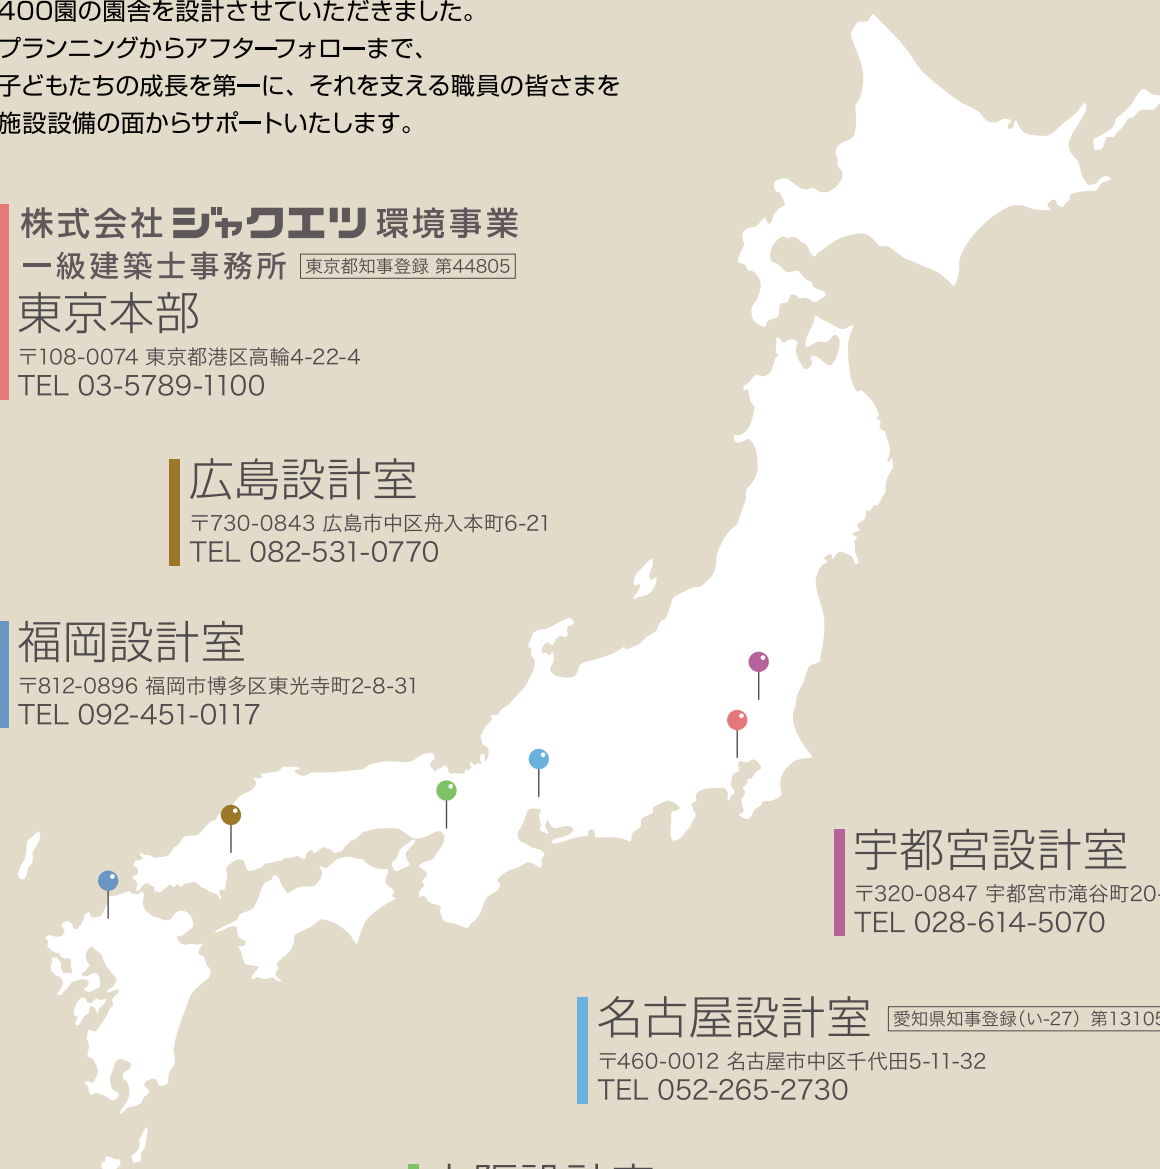 400園の園舎を設計させていただきました。
プランニングからアフターフォローまで、
子どもたちの成長を第一に、それを支える職員の皆さまを
施設設備の面からサポートいたします。
株式会社ジャクエツ環境事業
一級建築士事務所 東京都知事登録 第44805
東京本部
〒108-0074 東京都港区高輪4-22-4
TEL 03-5789-1100
広島設計室
〒730-0843 広島市中区舟入本町6-21
TEL 082-531-0770
福岡設計室
〒812-0896 福岡市博多区東光寺町2-8-31
TEL 092-451-0117
宇都宮設計室
〒320-0847 宇都宮市滝谷町20-
TEL 028-614-5070
名古屋設計室 愛知県知事登録(い-27) 第13105
〒460-0012 名古屋市中区千代田5-11-32
TEL 052-265-2730